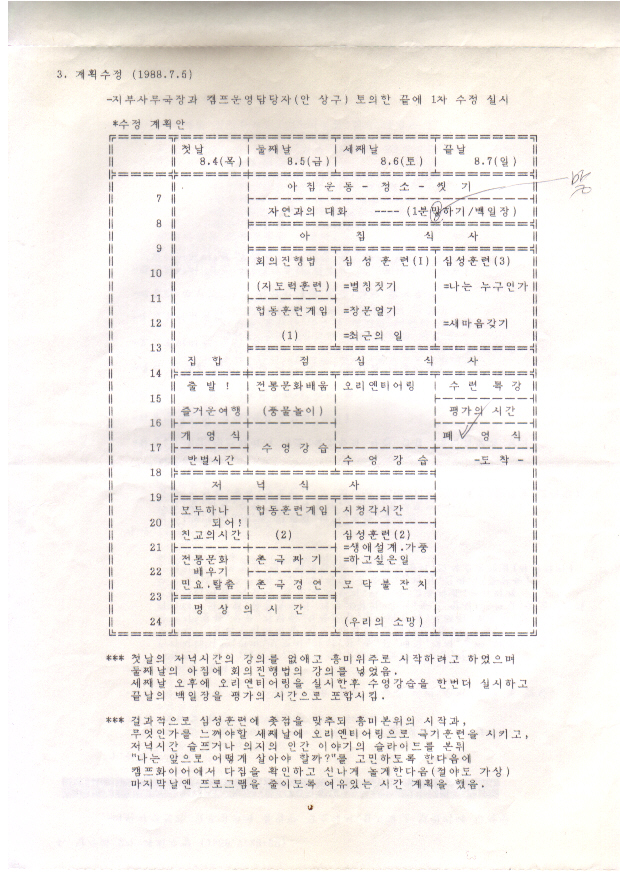 3. 계획수정 (1988.7.5)
-지부사무국장과 캠프운영담당자(안 상구) 토의한 끝에 1차 수정 실시
*수정 계획안
첫날 둘째날 세째날 끝날
8.4(목) 8.5(금) 8.6(토) 8.7(일)
아침운동 - 청소 - 씻기
7
자연과의 대화 ---- (1분말하기/백일장)
8
아 침 식 사
9
회의진행법 심성 훈련(I) 심성훈련(3)
10
(지도력훈련) =별칭짓기 =나는 누구인가
11
협동훈련게임 =창문열기
12 =새마음갖기
(1) =최근의 일
13
집 합 점 심 식 사
14
출 발 ! 전통문화배움 오리엔티어링 수 련 특 강
15
즐거운여행 (풍물놀이) 평가의 시간
16
개 영 식 폐 영 식
수 영 강 습
17
반별시간 수 영 강 습 -도 착 -
18
저 녁 식 사
19
모두하나 협동훈련게임 시청각시간
20 되어!
친교의시간 (2) 심성훈련(2)
21 =생애설계.가풍
전통문화 촌극짜기 =하고싶은일
22 배우기
민요.탈춤 촌극경연 모닥불잔치
23
명 상 의 시 간
24 (우리의 소망)
*** 첫날의 저녁시간의 강의를 없애고 흥미위주로 시작하려고 하였으며
둘째날의 아침에 회의진행법의 강의를 넣었음.
세째날 오후에 오리엔티어링을 실시한후 수영강습을 한번더 실시하고
끝날의 백일장을 평가의 시간으로 포함시킴.
*** 결과적으로 심성훈련에 촛점을 맞추되 흥미본위의 시작과,
무엇인가를 느껴야할 세째날에 오리엔티어링으로 극기훈련을 시키고,
저녁시간 슬프거나 의지의 인간 이야기의 슬라이드를 본뒤
"나는 앞으로 어떻게 살아야 할까?"를 고민하도록 한다음에
캠프화이어에서 다짐을 확인하고 신나게 놀게한다음(철야도 가상)
마지막날엔 프로그램을 줄이도록 여유있는 시간 계획을 했음.